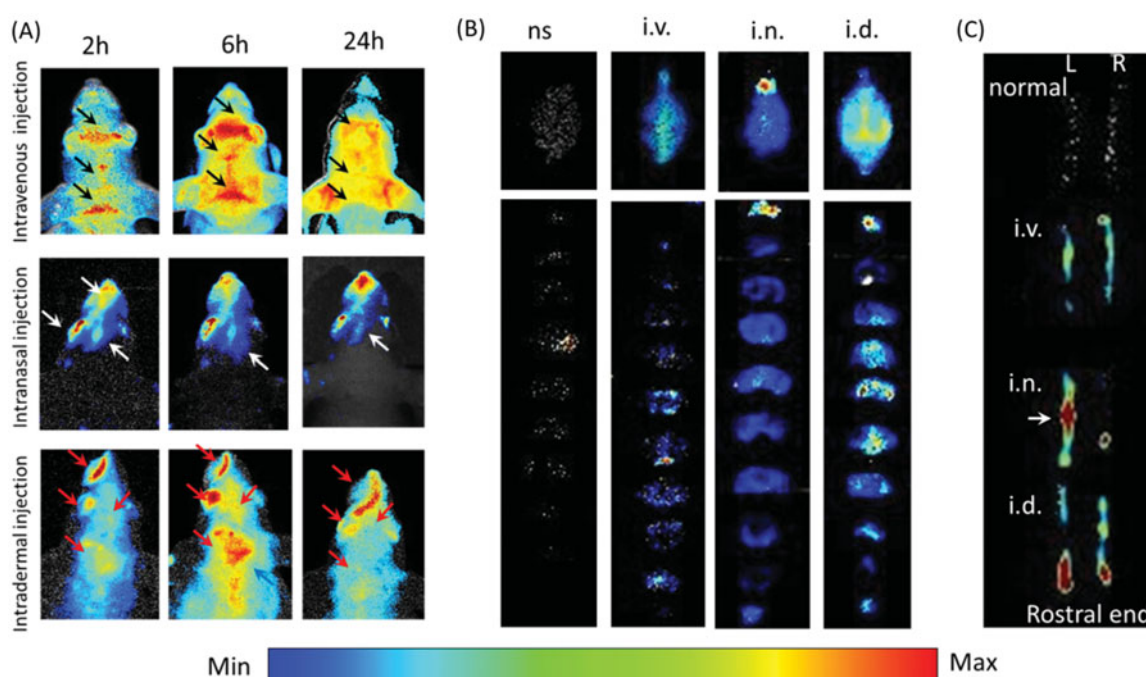 (A)
2h
6h
24h
Intravenous injection
Intranasal injection
Intradermal injection
(B)
ns
i.v.
i.n.
i.d.
(C)
L
R
normal
i.v.
i.n.
i.d.
Rostral end
Min
Max